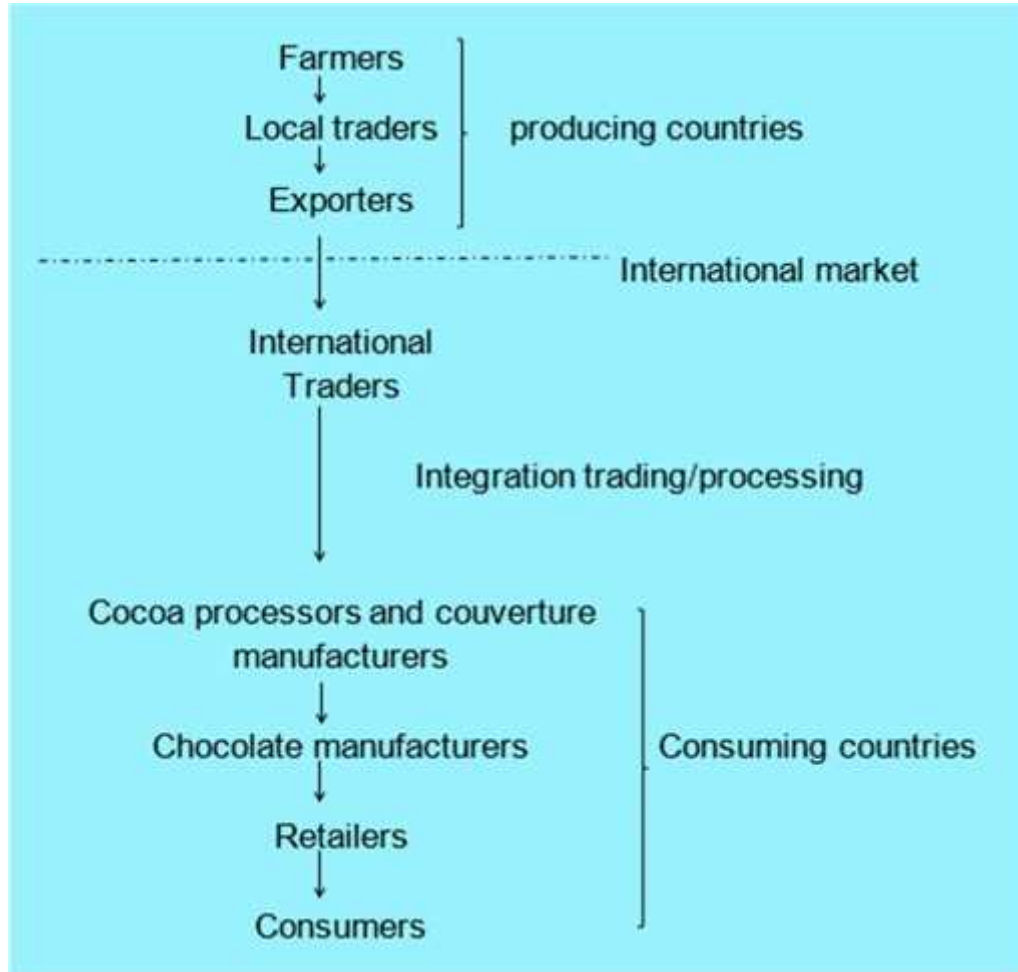 Farmers
Local traders
producing countries
Exporters
International market
International
Traders
Integration trading/processing
Cocoa processors and couverture
manufacturers
Chocolate manufacturers
Consuming countries
Retailers
Consumers